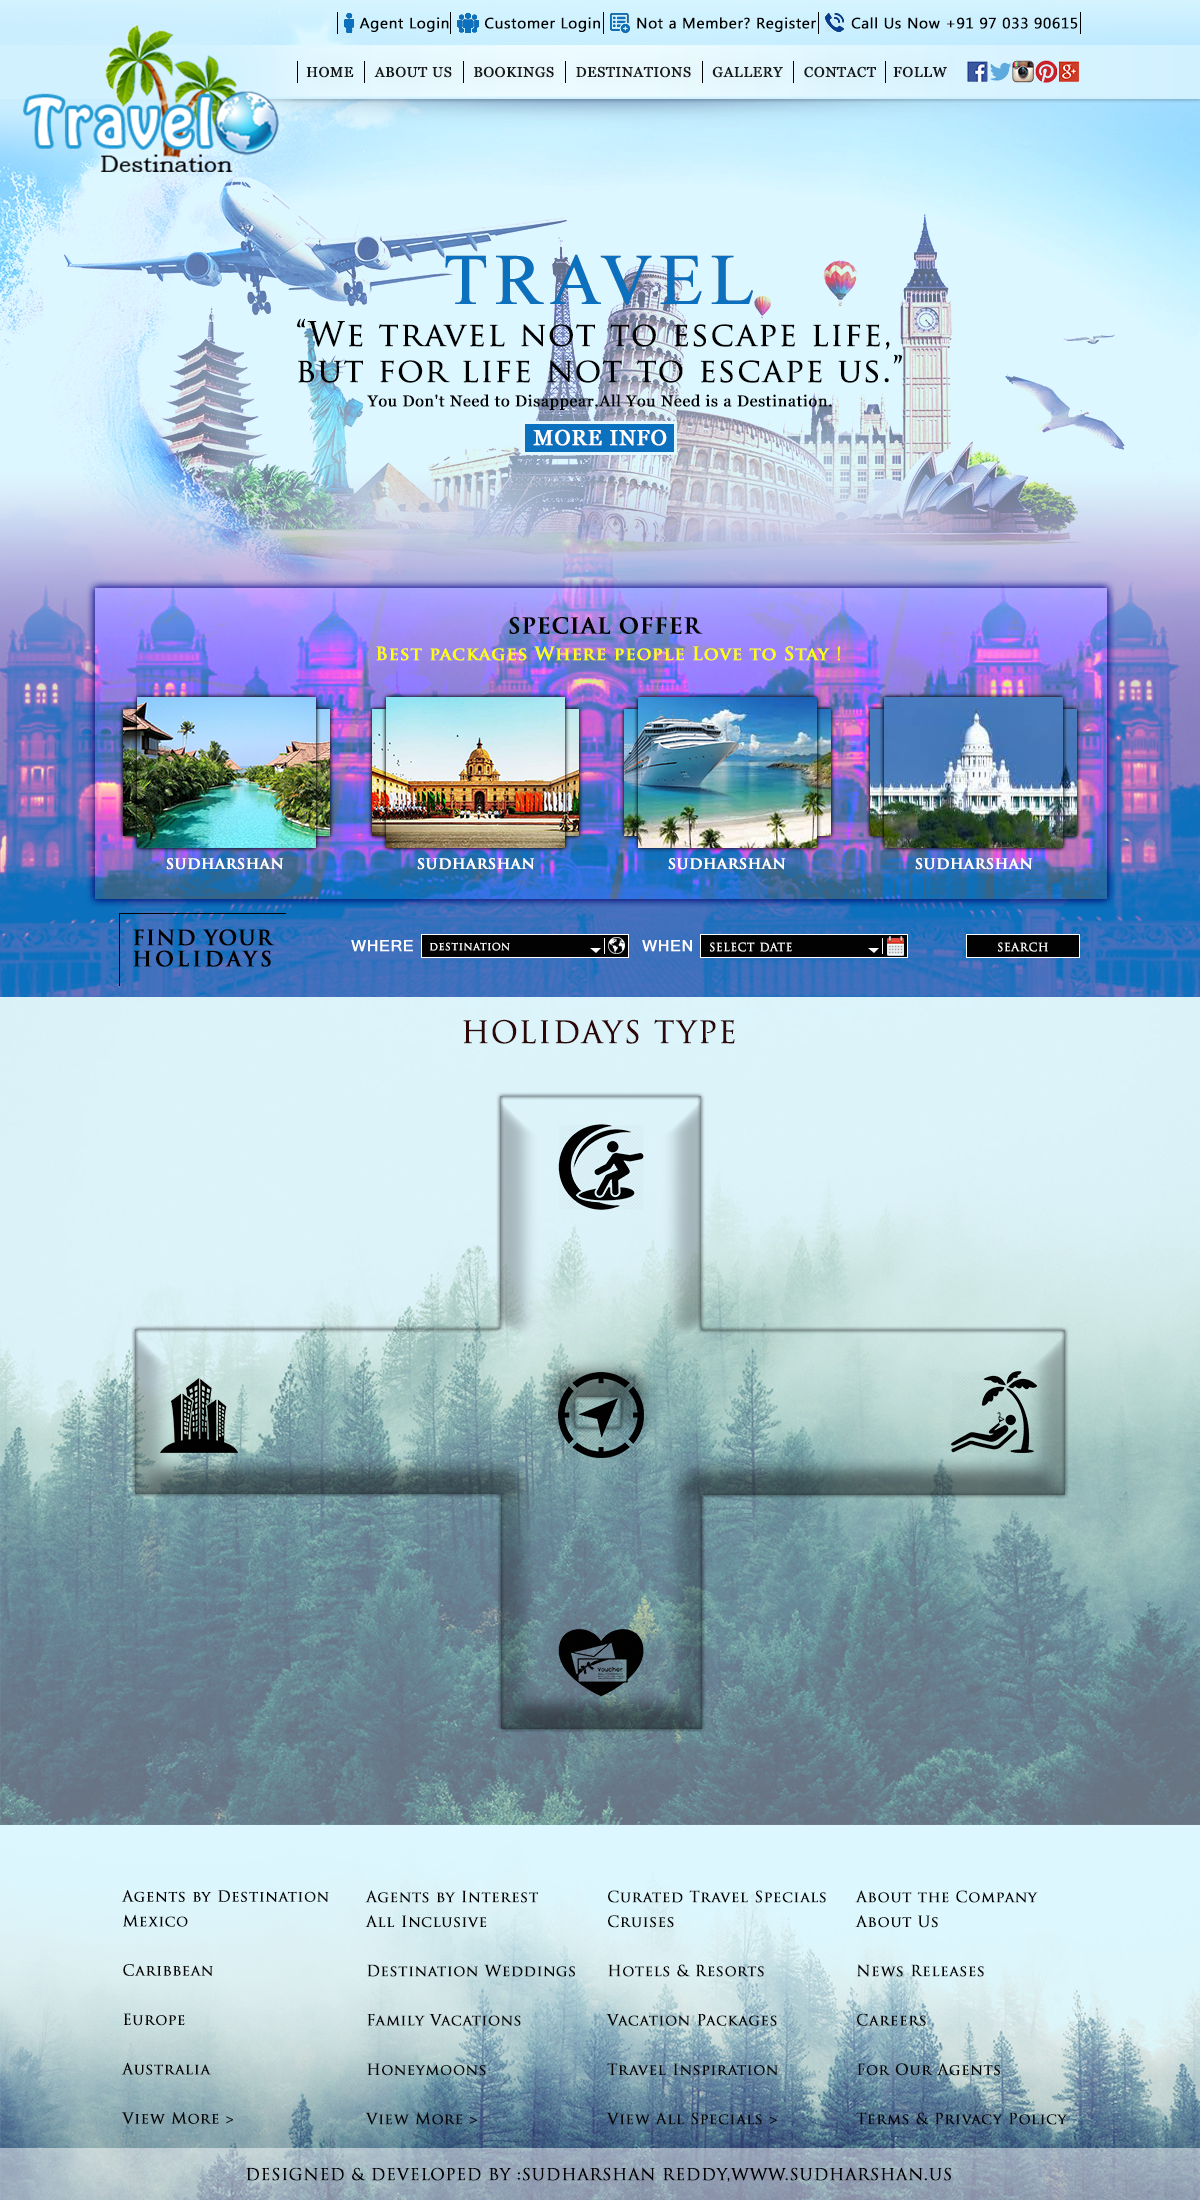 Agent Login Customer Login Not a Member? Register Call Us Now +91 97 033 90615
HOME ABOUT US BOOKINGS DESTINATIONS GALLERY CONTACT FOLLW
Travel
Destination
TRAVEL
“WE TRAVEL NOT TO ESCAPE LIFE,
BUT FOR LIFE NOT TO ESCAPE US.”
You Don't Need to Disappear.All You Need is a Destination.
MORE INFO
SPECIAL OFFER
BEST PACKAGES WHERE PEOPLE LOVE TO STAY !
SUDHARSHAN SUDHARSHAN SUDHARSHAN SUDHARSHAN
FIND YOUR
HOLIDAYS
WHERE DESTINATION WHEN SELECT DATE SEARCH
HOLIDAYS TYPE
Voucher
AGENTS BY DESTINATION AGENTS BY INTEREST CURATED TRAVEL SPECIALS ABOUT THE COMPANY
MEXICO ALL INCLUSIVE CRUISES ABOUT US
CARIBBEAN DESTINATION WEDDINGS HOTELS & RESORTS NEWS RELEASES
EUROPE FAMILY VACATIONS VACATION PACKAGES CAREERS
AUSTRALIA HONEYMOONS TRAVEL INSPIRATION FOR OUR AGENTS
VIEW MORE > VIEW MORE > VIEW ALL SPECIALS > TERMS & PRIVACY POLICY
DESIGNED & DEVELOPED BY :SUDHARSHAN REDDY,WWW.SUDHARSHAN.US